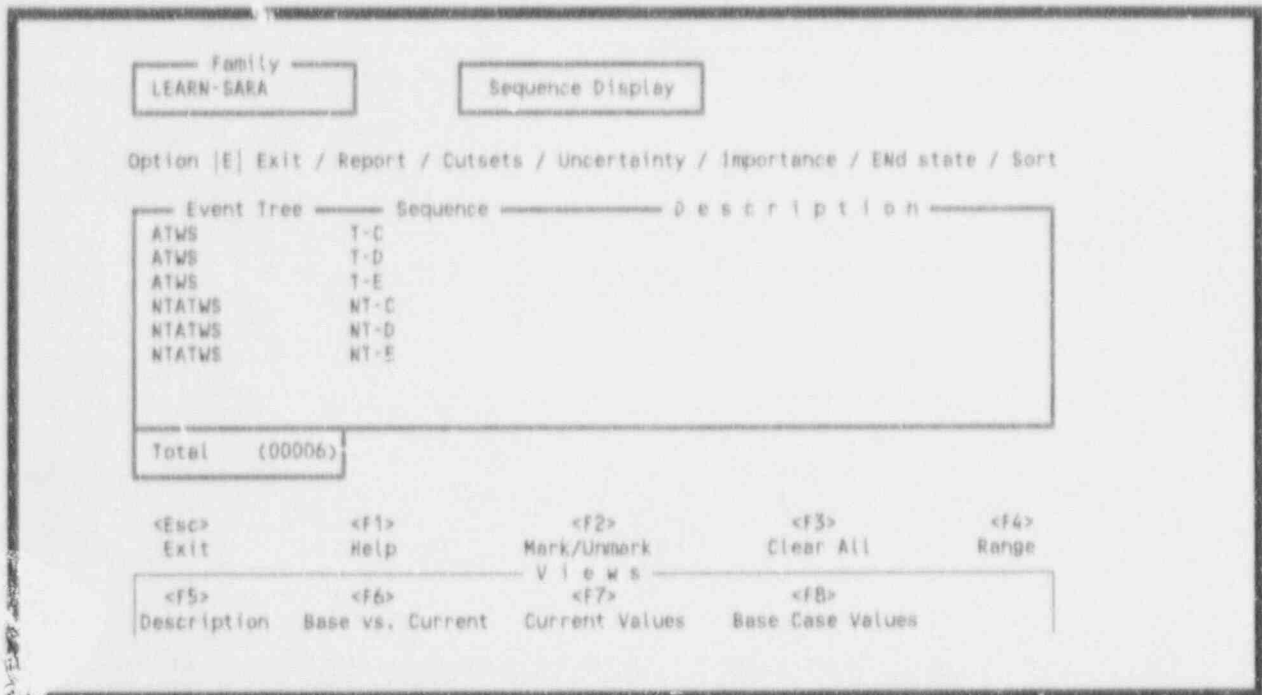 Family
LEARN-SARA
Sequence Display
Option |E| Exit / Report / Cutsets / Uncertainty / Importance / ENd state / Sort
Event Tree Sequence D e s c r i p t i o n
ATWS T-C
ATWS T-D
ATWS T-E
NTATWS NT-C
NTATWS NT-D
NTATWS NT-E
Total (00006)
<Esc> <F1> <F2> <F3> <F4>
Exit Help Mark/Unmark Clear All Range
V i e w s
<F5> <F6> <F7> <F8>
Description Base vs. Current Current Values Base Case Values